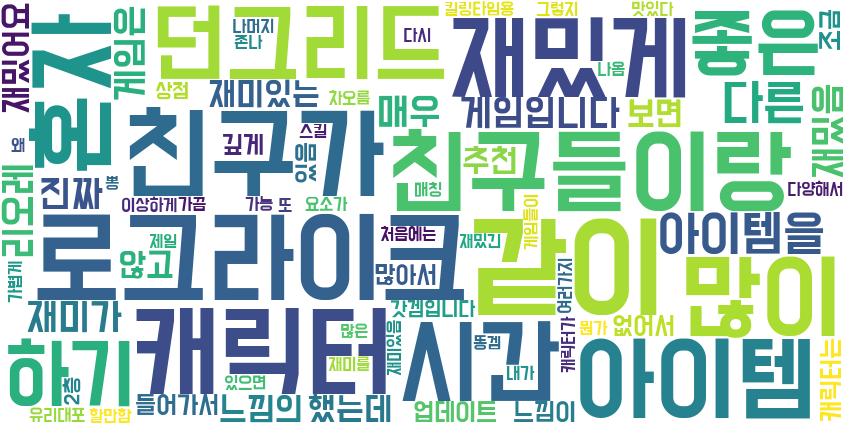 재밌어요
혼자
게임은
던그리드
나머지
존나
다시
킬링타임용
그렇지
맛있다
재밌게
나옴
좋은
문조
상점
재미있는
차오름
매우
게임입니다
보면
다른
왜
친구가
깊게
스킬
있음
추천
친구들이랑
재밌음
리오레
진짜
뽕
이상하게
가끔
가능
또
요소가
매칭
다양해서
로그라이크
제일
않고
처음에는
많아서
같이
재밌긴
게임들이
아이템을
많이
가볍게
재미가
갓겜입니다
여러가지
캐릭터
많은
재미를
재미있음
시간
똥겜
내가
캐릭터가
뭔가
없어서
아이템
캐릭터는
하기
2층
유리대포
할만함
들어가서
있으면
느낌의
했는데
업데이트
느낌이